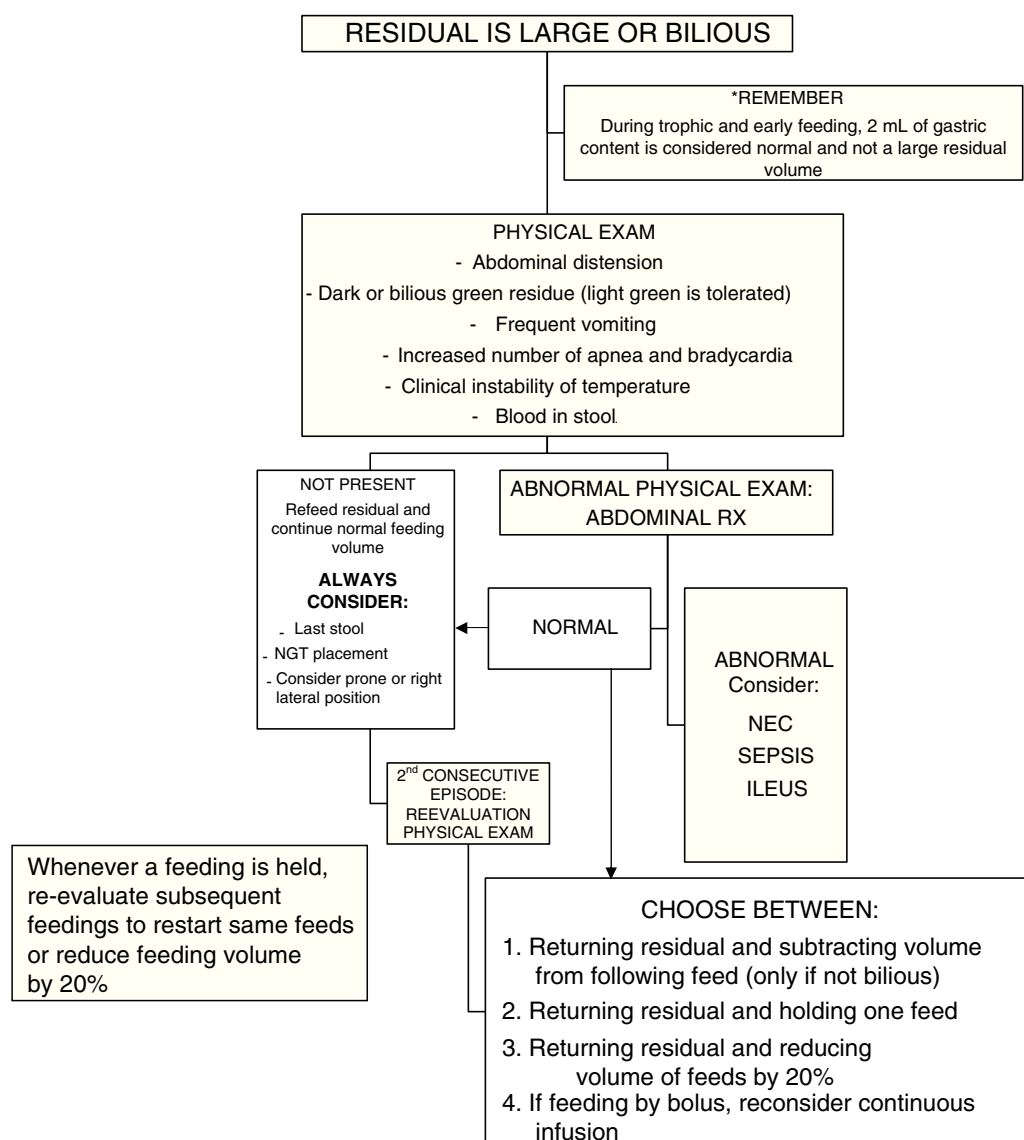 RESIDUAL IS LARGE OR BILIOUS
*REMEMBER
During trophic and early feeding, 2 mL of gastric
content is considered normal and not a large residual
volume
PHYSICAL EXAM
- Abdominal distension
- Dark or bilious green residue (light green is tolerated)
- Frequent vomiting
- Increased number of apnea and bradycardia
- Clinical instability of temperature
- Blood in stool.
NOT PRESENT
Refeed residual and
continue normal feeding
volume
ALWAYS
CONSIDER:
- Last stool
- NGT placement
- Consider prone or right
lateral position
ABNORMAL PHYSICAL EXAM:
ABDOMINAL RX
NORMAL
ABNORMAL
Consider:
NEC
SEPSIS
ILEUS
2nd CONSECUTIVE
EPISODE:
REEVALUATION
PHYSICAL EXAM
Whenever a feeding is held,
re-evaluate subsequent
feedings to restart same feeds
or reduce feeding volume
by 20%
CHOOSE BETWEEN:
1. Returning residual and subtracting volume
from following feed (only if not bilious)
2. Returning residual and holding one feed
3. Returning residual and reducing
volume of feeds by 20%
4. If feeding by bolus, reconsider continuous
infusion